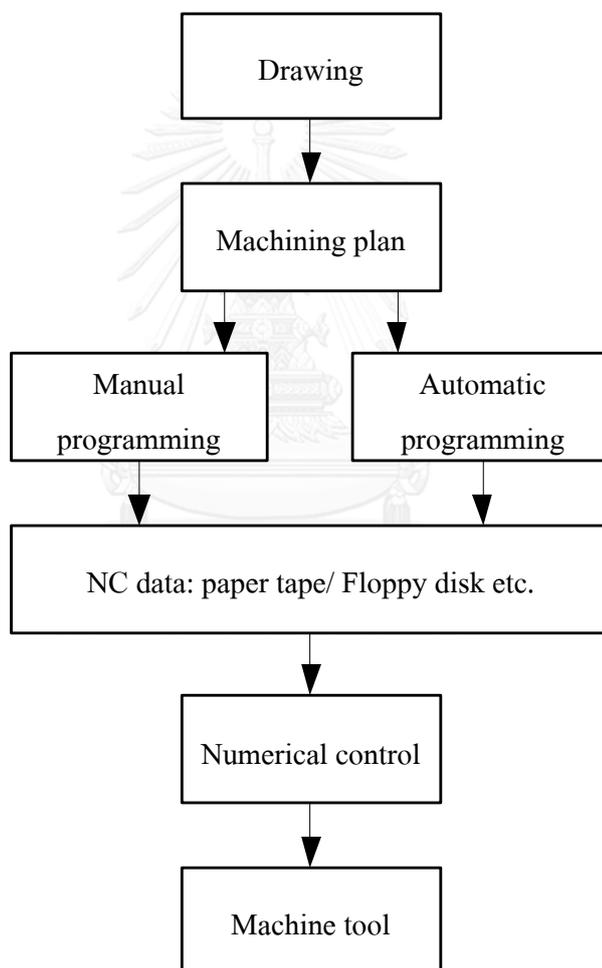 Drawing
Machining plan
Manual
programming
Automatic
programming
NC data: paper tape/ Floppy disk etc.
Numerical control
Machine tool